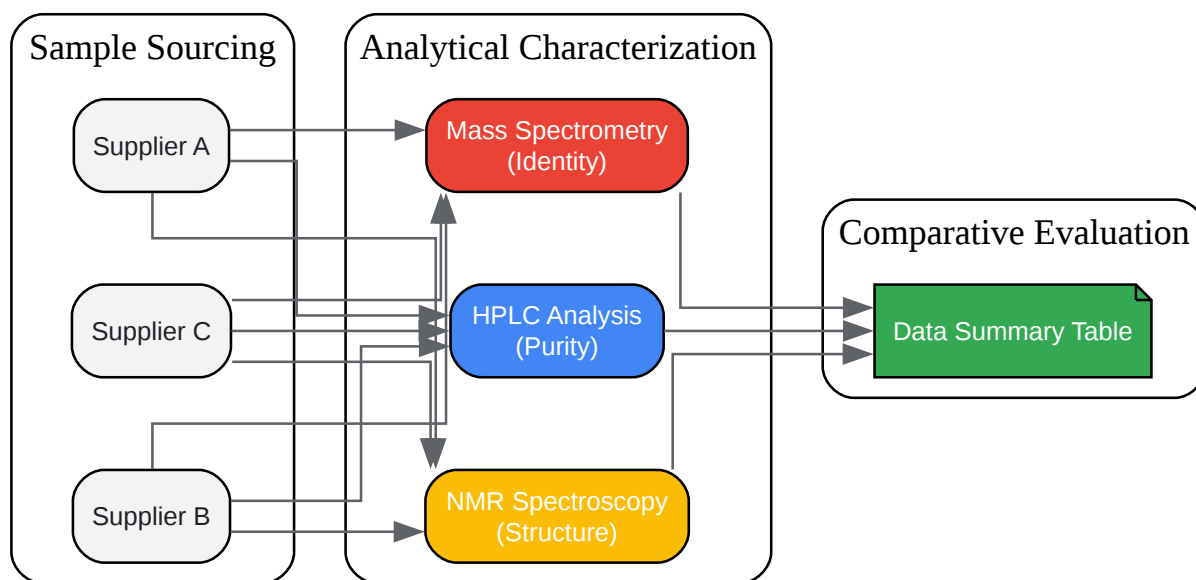 Sample Sourcing
Supplier A
Supplier C
Supplier B
Analytical Characterization
Mass Spectrometry
(Identity)
HPLC Analysis
(Purity)
NMR Spectroscopy
(Structure)
Comparative Evaluation
Data Summary Table